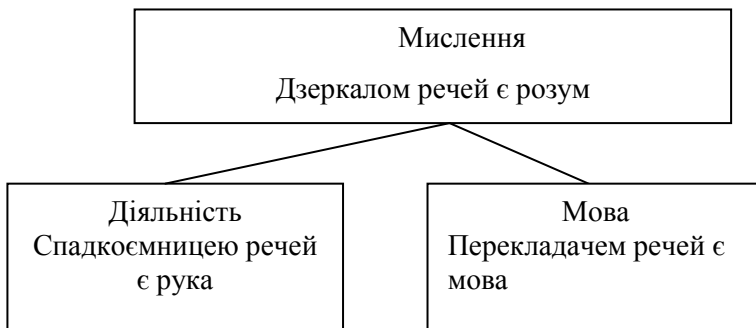 Мислення
Дзеркалом речей є розум
Діяльність
Спадкоємницею речей
є рука
Мова
Перекладачем речей є
мова